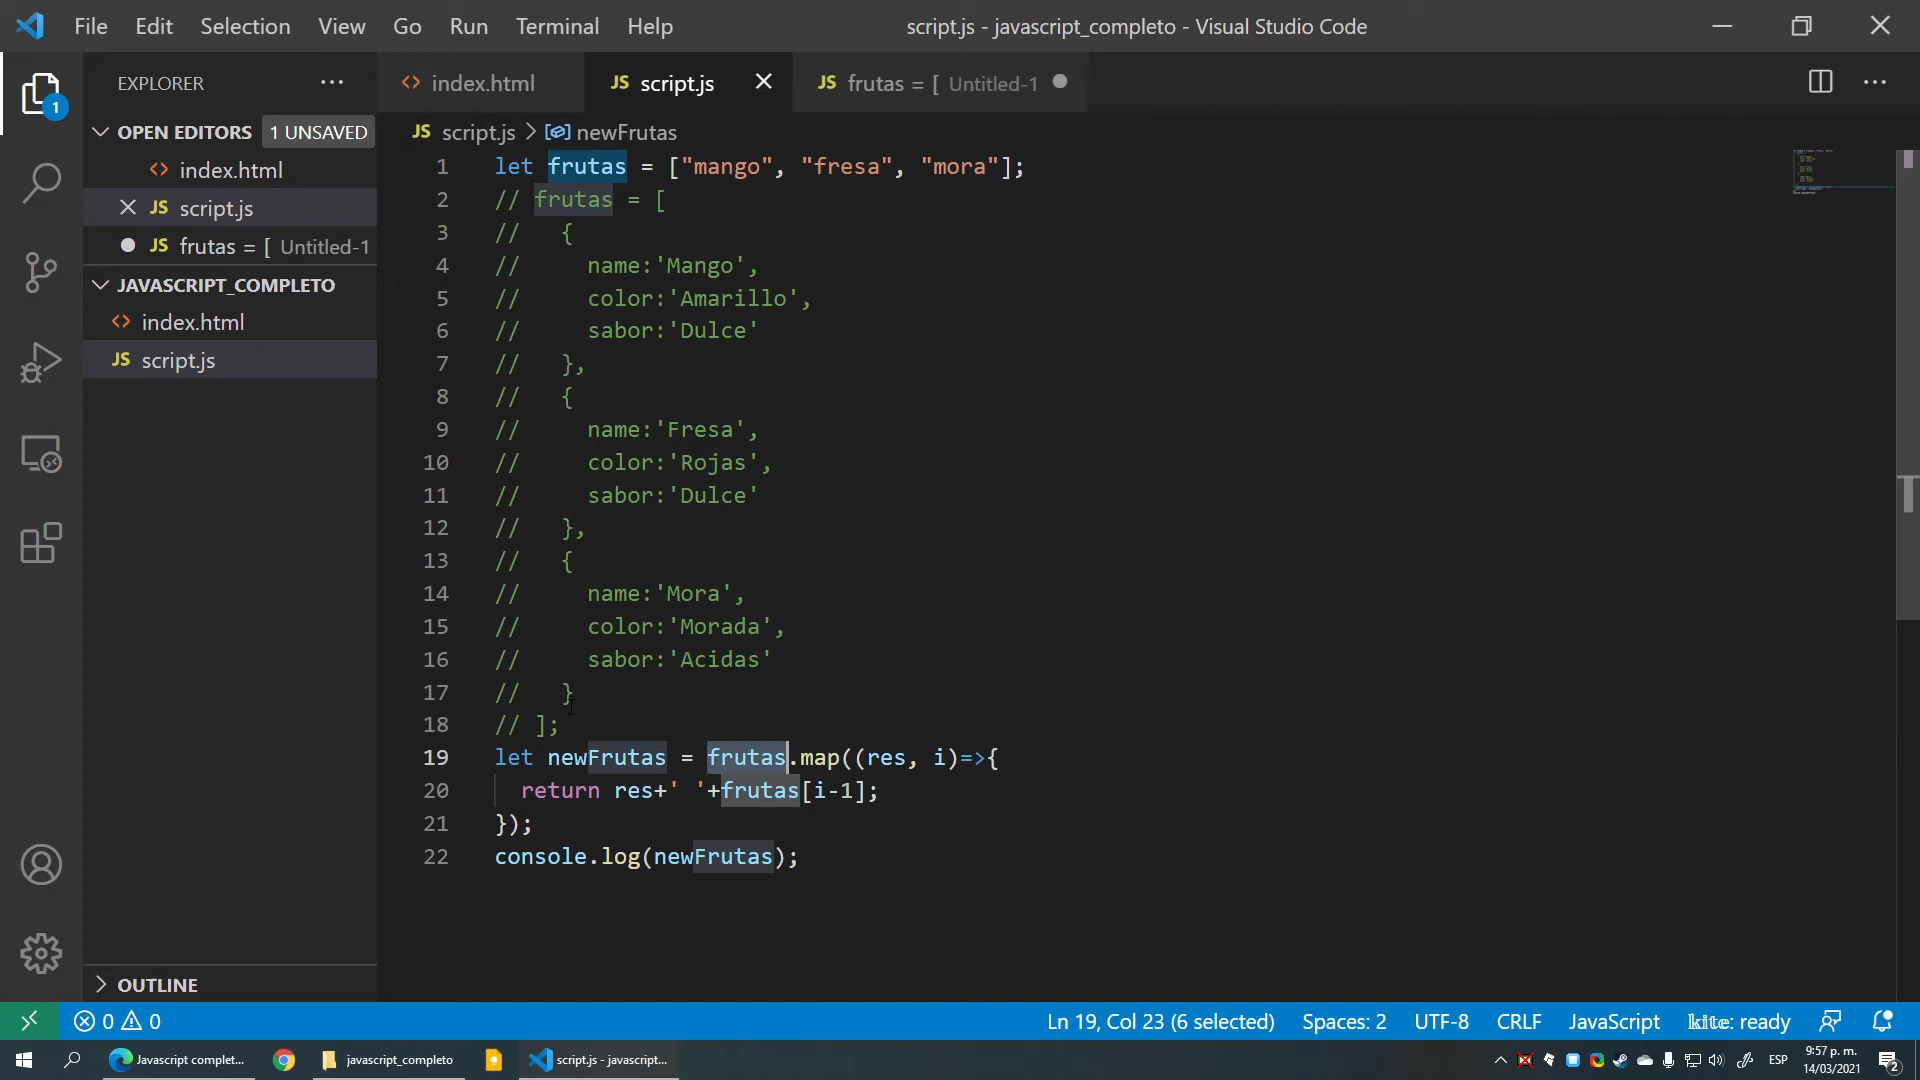 File Edit Selection View Go Run Terminal Help
script.js - javascript_completo - Visual Studio Code
EXPLORER
index.html
JS script.js
JS frutas = [ Untitled-1
1
OPEN EDITORS 1 UNSAVED
index.html
JS script.js
JS frutas = [ Untitled-1
JAVASCRIPT_COMPLETO
index.html
JS script.js
OUTLINE
JS script.js > newFrutas
1 let frutas = ["mango", "fresa", "mora"];
2 // frutas = [
3 //   {
4 //     name:'Mango',
5 //     color:'Amarillo',
6 //     sabor:'Dulce'
7 //   },
8 //   {
9 //     name:'Fresa',
10 //     color:'Rojas',
11 //     sabor:'Dulce'
12 //   },
13 //   {
14 //     name:'Mora',
15 //     color:'Morada',
16 //     sabor:'Acidas'
17 //   }
18 // ];
19 let newFrutas = frutas.map((res, i)=>{
20   return res+' '+frutas[i-1];
21 });
22 console.log(newFrutas);
0 0
Ln 19, Col 23 (6 selected) Spaces: 2 UTF-8 CRLF JavaScript kite: ready
Javascript complet...
javascript_completo
script.js - javascript...
ESP
9:57 p. m.
14/03/2021
2